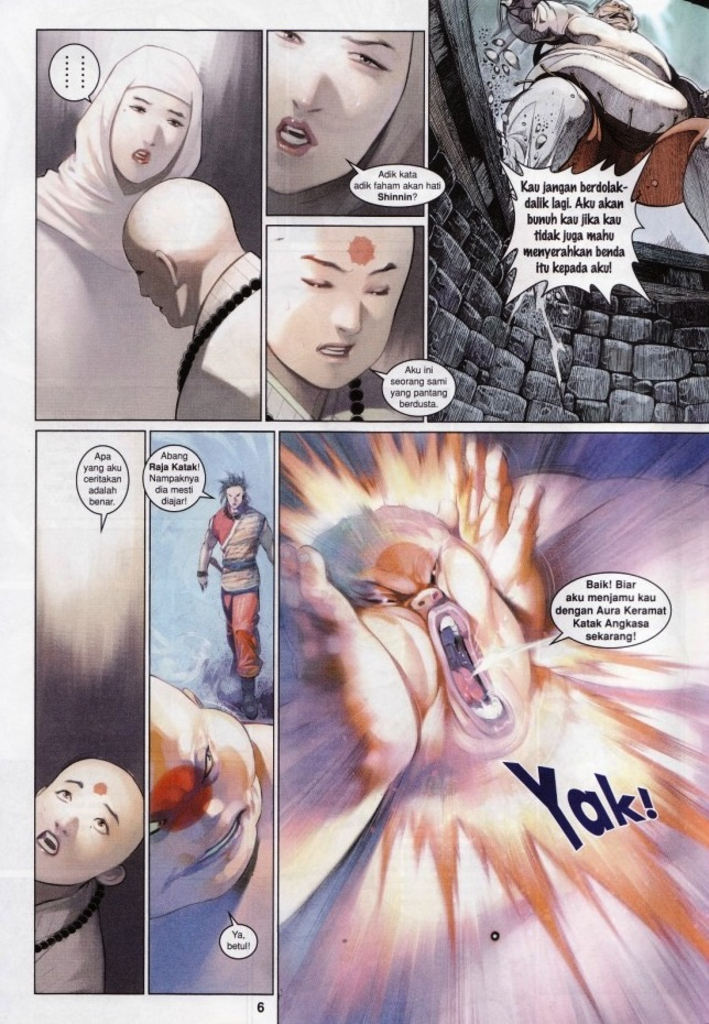 Adik kata
adik faham akan hati
Shinnin?
Aku ini
seorang sami
yang pantang
berdusta.
Kau jangan berdolak-
dalik lagi. Aku akan
bunuh kau jika kau
tidak juga mahu
menyerahkan benda
itu kepada aku!
Apa
yang aku
ceritakan
adalah
benar.
Abang
Raja Katak!
Nampaknya
dia mesti
diajar!
Ya,
betul!
Baik! Biar
aku menjamu kau
dengan Aura Keramat
Katak Angkasa
sekarang!
Yak!
6